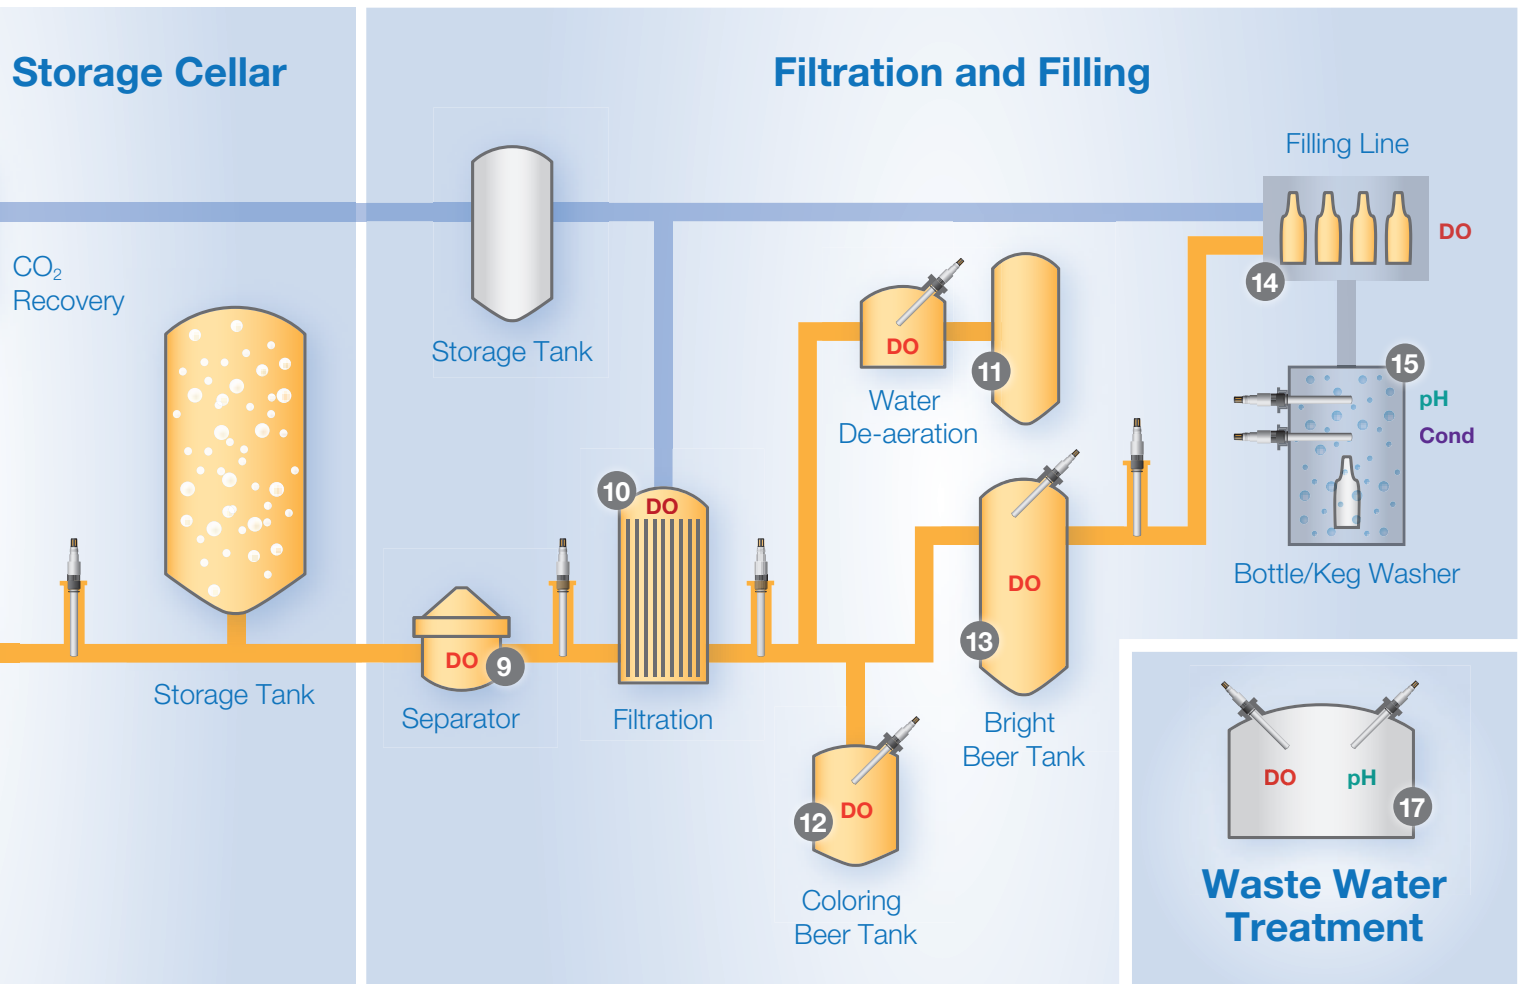 Storage Cellar
Filtration and Filling
CO₂
Recovery
Storage Tank
Storage Tank
Filling Line
DO
14
15
pH
Cond
Bottle/Keg Washer
DO
11
Water
De-aeration
10
DO
Filtration
DO
9
Separator
DO
13
Bright
Beer Tank
12
DO
Coloring
Beer Tank
DO
pH
17
Waste Water
Treatment